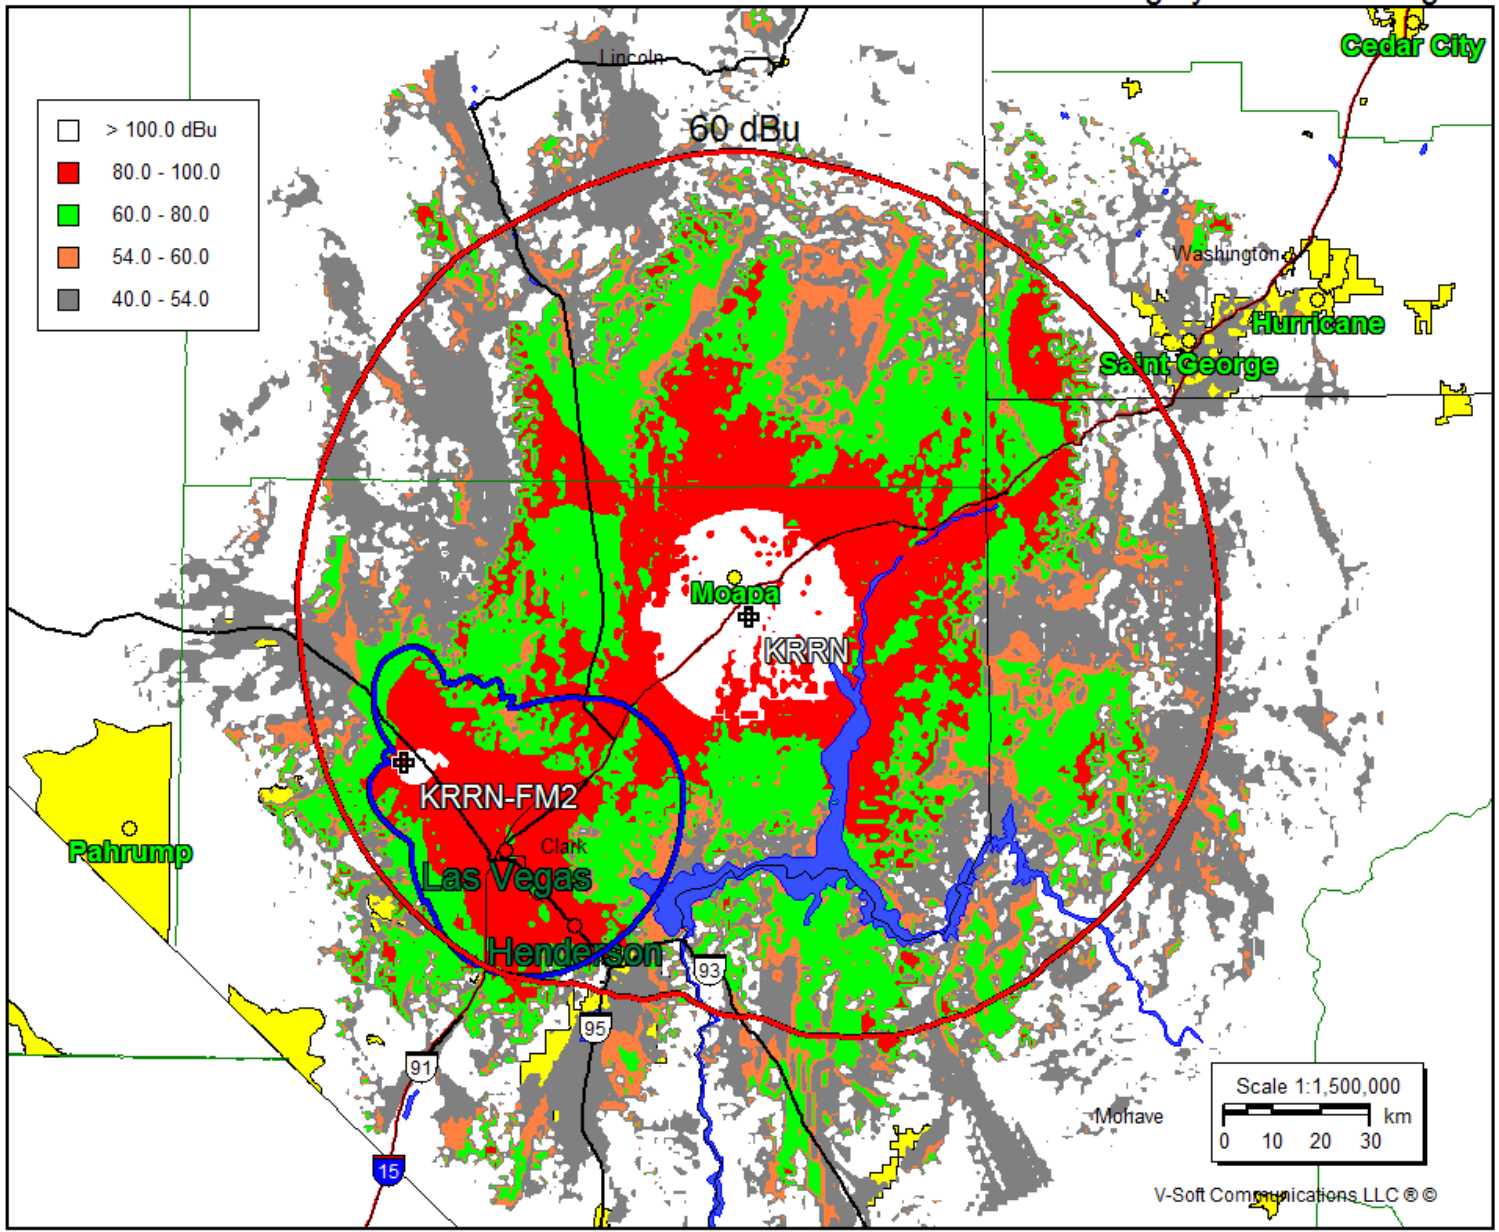 Cedar City
Lincoln
60 dBu
> 100.0 dBu
80.0 - 100.0
60.0 - 80.0
54.0 - 60.0
40.0 - 54.0
Washington
Hurricane
Saint George
Moapa
KRRN
KRRN-FM2
Clark
Pahrump
Las Vegas
Henderson
93
95
91
15
Mohave
Scale 1:1,500,000
km
0 10 20 30
V-Soft Communications LLC ® ©